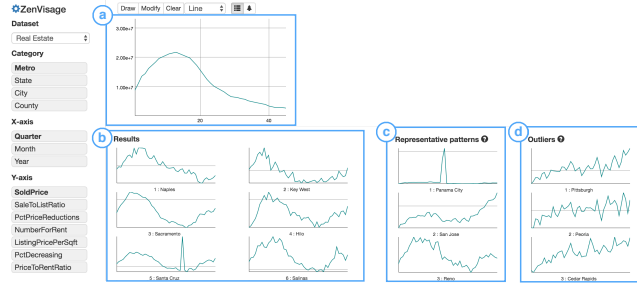 ZenVisage
Draw Modify Clear Line
Dataset
Real Estate
Category
Metro
State
City
County
X-axis
Quarter
Month
Year
Y-axis
SoldPrice
SaleToListRatio
PctPriceReductions
NumberForRent
ListingPricePerSqft
PctDecreasing
PriceToRentRatio
a
3.00e+7
2.00e+7
1.00e+7
20 40
b
Results
1 : Naples
2 : Key West
3 : Sacramento
4 : Hilo
5 : Santa Cruz
6 : Salinas
c
Representative patterns ?
1 : Panama City
2 : San Jose
3 : Reno
d
Outliers ?
1 : Pittsburgh
2 : Peoria
3 : Cedar Rapids